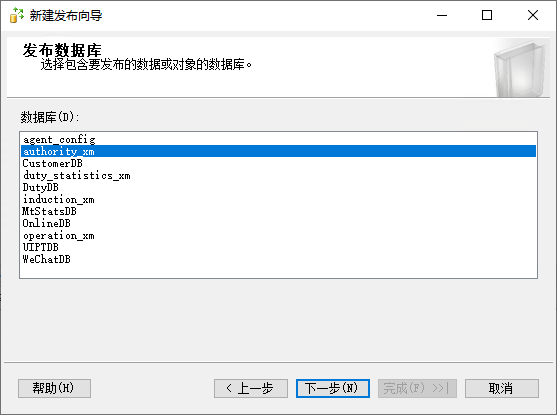 新建发布向导
发布数据库
选择包含要发布的数据或对象的数据库。
数据库(D):
agent_config
authority_xm
CustomerDB
duty_statistics_xm
DutyDB
induction_xm
MtStatsDB
OnlineDB
operation_xm
UIPTDB
WeChatDB
帮助(H) < 上一步 下一步(N) 完成(F) >>| 取消